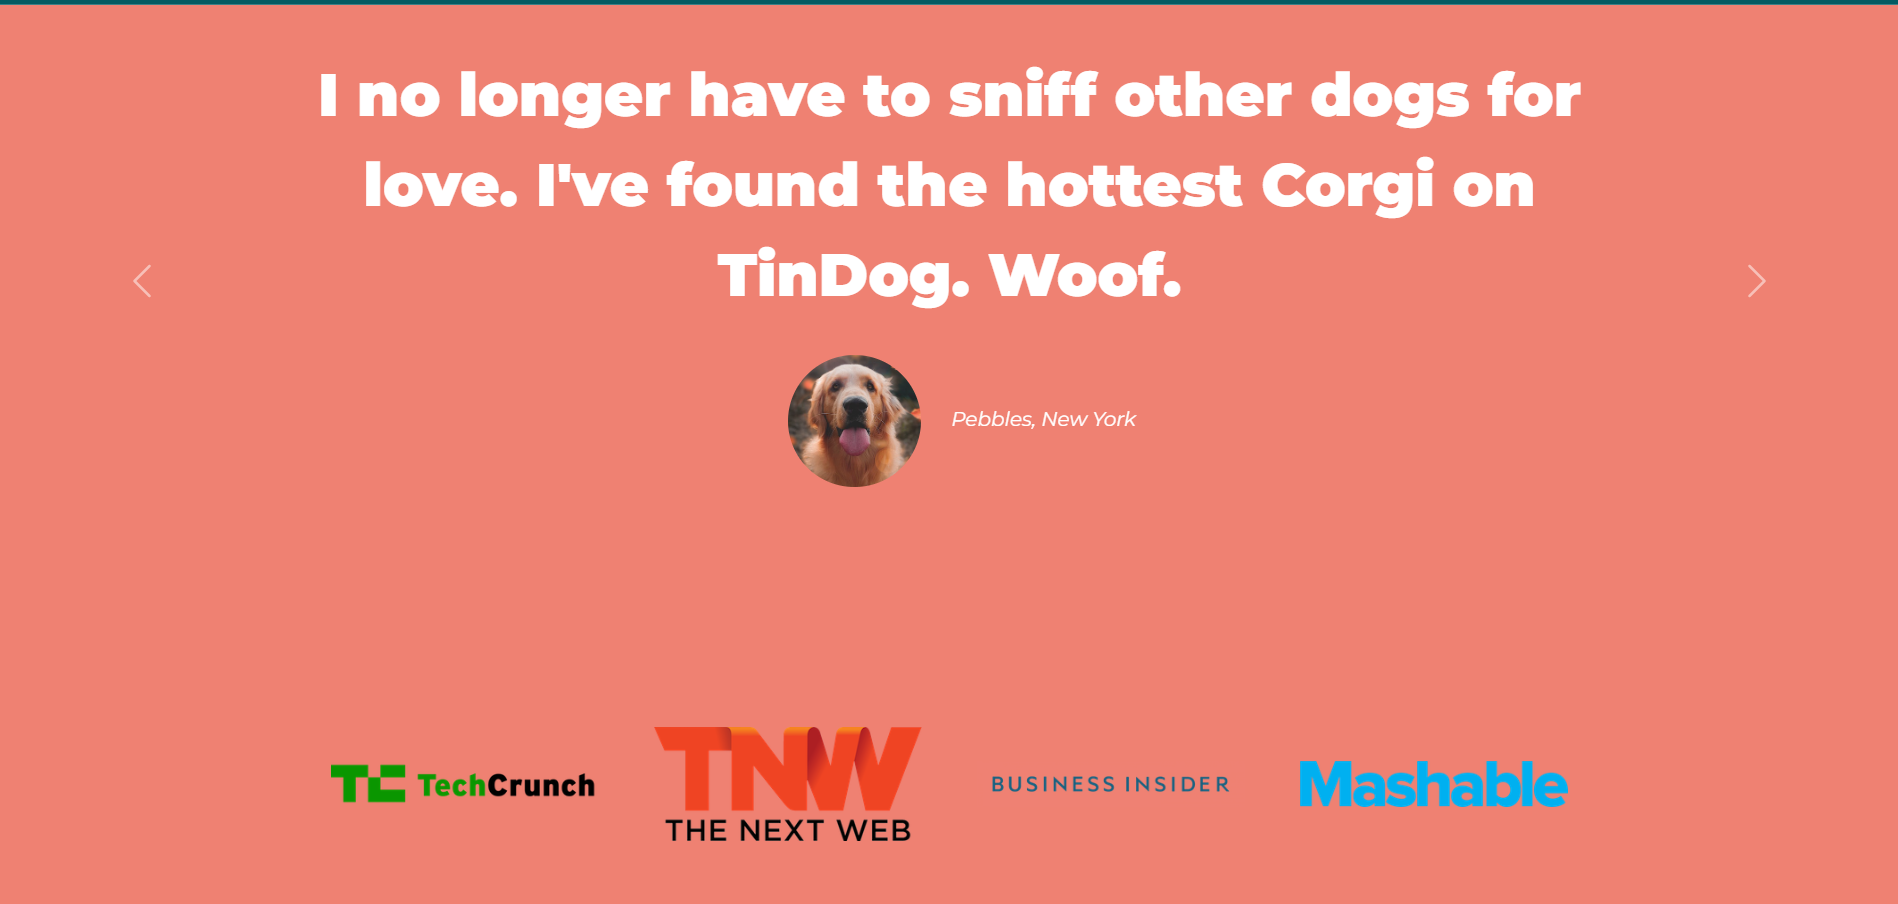 I no longer have to sniff other dogs for
love. I've found the hottest Corgi on
TinDog. Woof.
Pebbles, New York
TC TechCrunch
TNW
THE NEXT WEB
BUSINESS INSIDER
Mashable